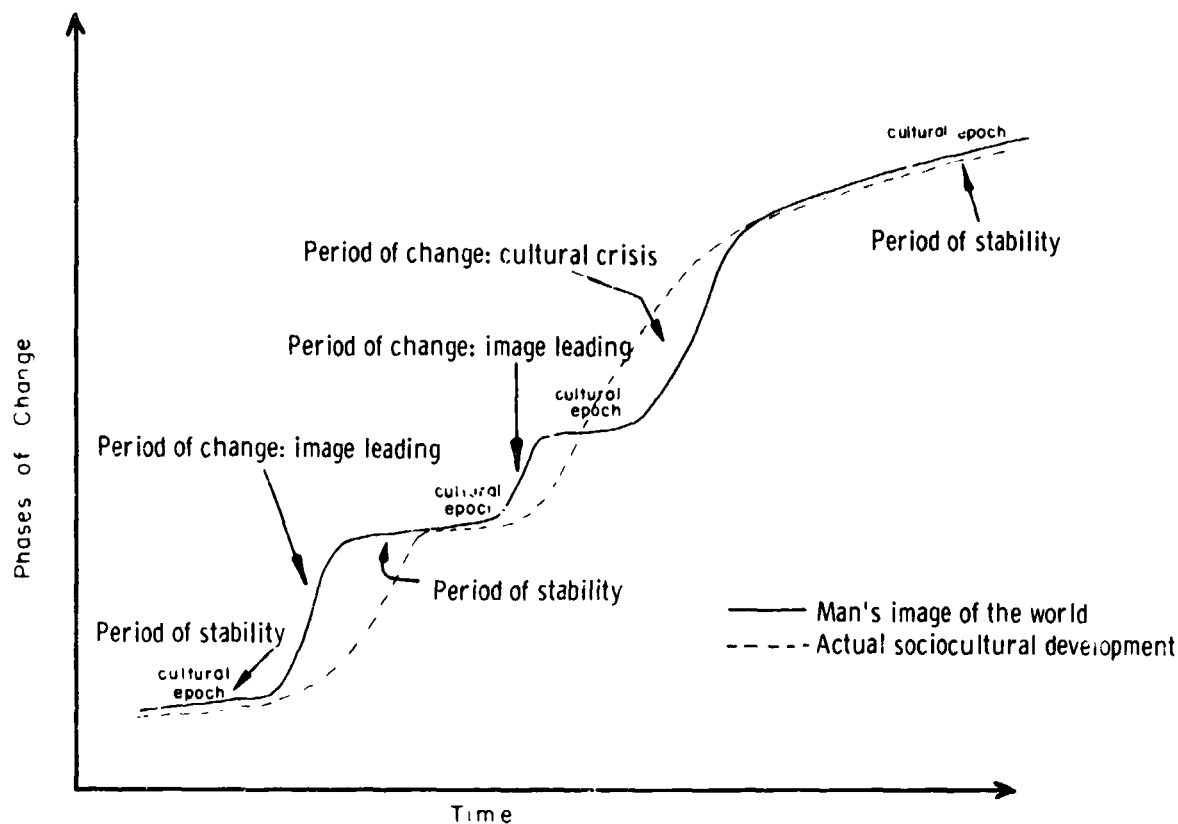 cultural epoch
Period of stability
Period of change: cultural crisis
Period of change: image leading
cultural
epoch
Period of change: image leading
cultural
epoch
Period of stability
Man's image of the world
Actual sociocultural development
Period of stability
cultural
epoch
Phases of Change
Time